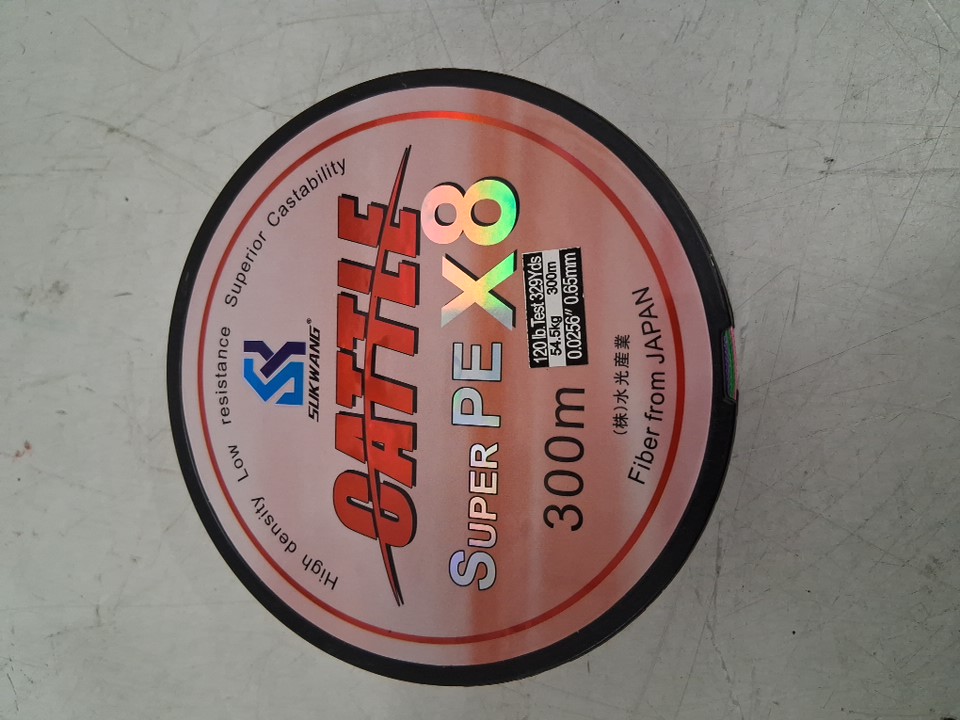 High density Low resistance Superior Castability
SUKWANG®
CATTLE
SUPER PE X8
120 lb.Test 329Yds
54.5kg 300m
0.0256" 0.65mm
300m
(株)水光産業
Fiber from JAPAN